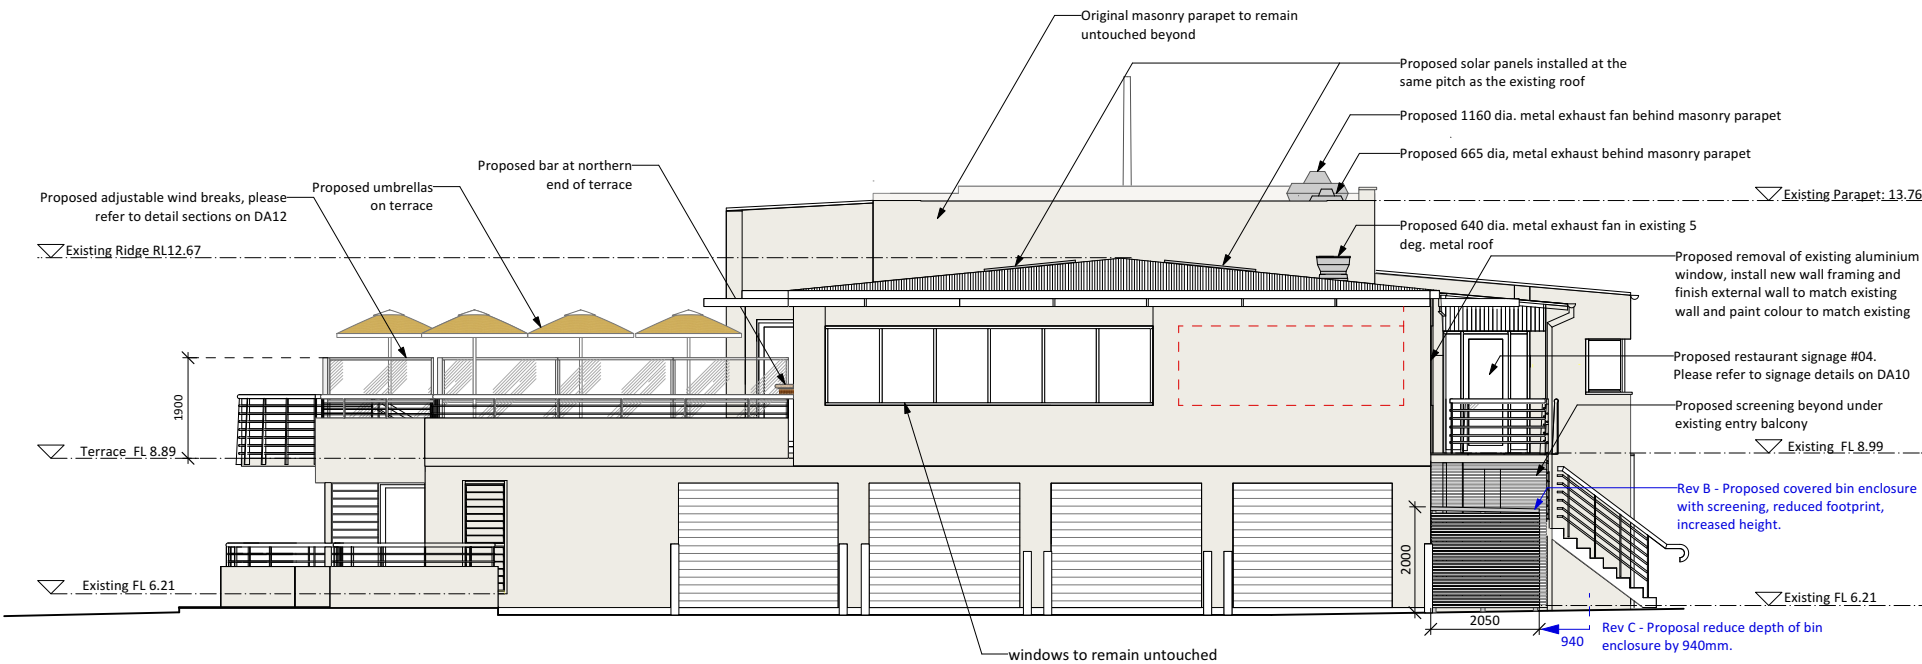 Original masonry parapet to remain
untouched beyond
Proposed solar panels installed at the
same pitch as the existing roof
Proposed 1160 dia. metal exhaust fan behind masonry parapet
Proposed 665 dia, metal exhaust behind masonry parapet
Proposed bar at northern
end of terrace
Proposed umbrellas
on terrace
Proposed adjustable wind breaks, please
refer to detail sections on DA12
Existing Parapet: 13.76
Existing Ridge RL12.67
Proposed 640 dia. metal exhaust fan in existing 5
deg. metal roof
Proposed removal of existing aluminium
window, install new wall framing and
finish external wall to match existing
wall and paint colour to match existing
Proposed restaurant signage #04.
Please refer to signage details on DA10
Proposed screening beyond under
existing entry balcony
1900
Terrace FL 8.89
Existing FL 8.99
Rev B - Proposed covered bin enclosure
with screening, reduced footprint,
increased height.
2000
Existing FL 6.21
Existing FL 6.21
2050
940
Rev C - Proposal reduce depth of bin
enclosure by 940mm.
windows to remain untouched